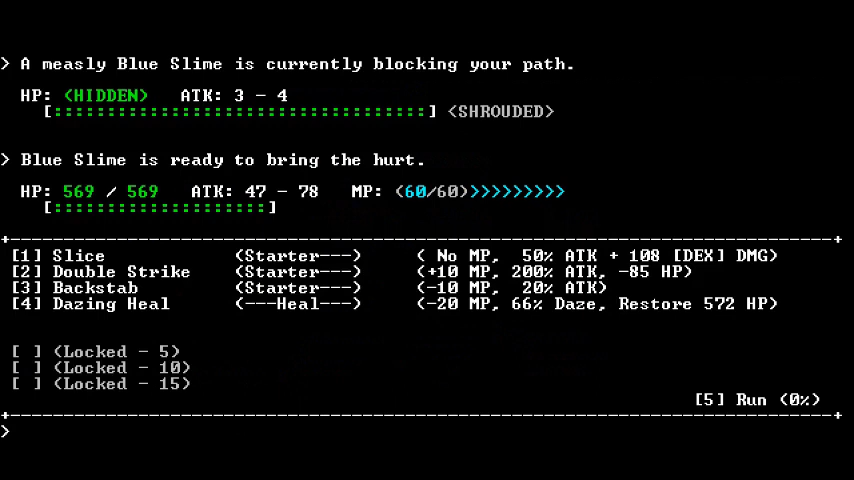 > A measly Blue Slime is currently blocking your path.
HP: (HIDDEN)   ATK: 3 - 4
[:::::::::::::::::::::::::::::::::::] <SHROUDED>
> Blue Slime is ready to bring the hurt.
HP: 569 / 569   ATK: 47 - 78   MP: (60/60)>>>>>>>>>
[::::::::::::::::::::]
+------------------------------------------------------------------------------+
[1] Slice            (Starter---)     ( No MP,  50% ATK + 108 [DEX] DMG)
[2] Double Strike    (Starter---)     (+10 MP, 200% ATK, -85 HP)
[3] Backstab         (Starter---)     (-10 MP,  20% ATK)
[4] Dazing Heal      (---Heal---)     (-20 MP, 66% Daze, Restore 572 HP)
[ ] (Locked - 5)
[ ] (Locked - 10)
[ ] (Locked - 15)
[5] Run (0%)
+------------------------------------------------------------------------------+
>